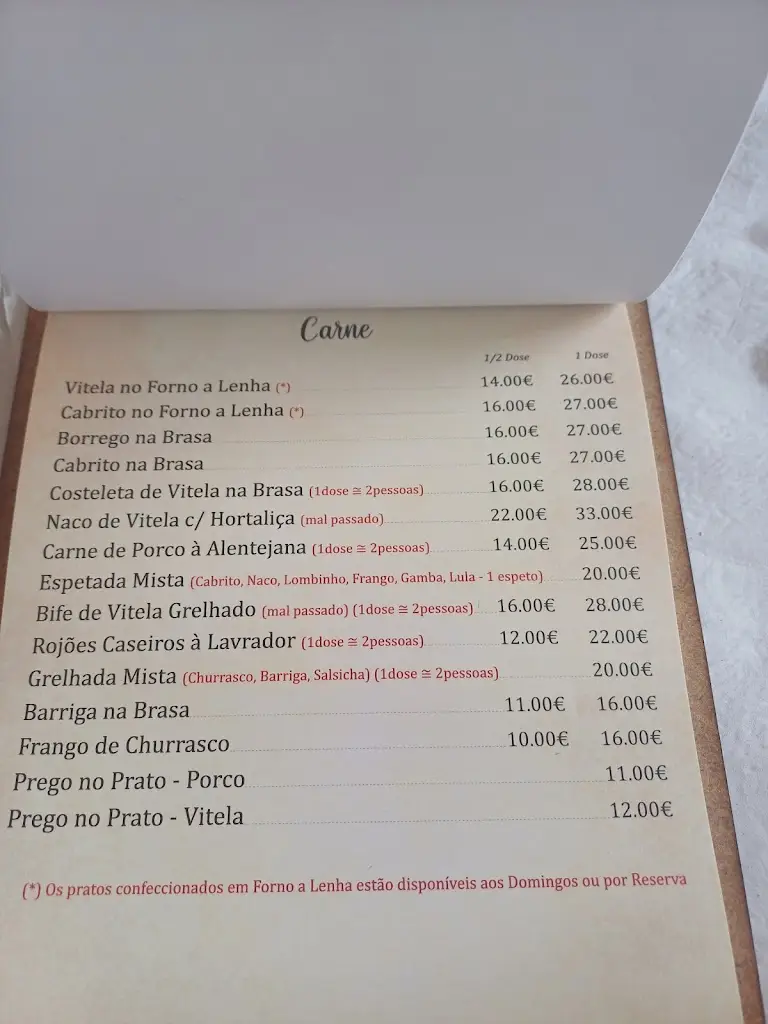 Carne
1/2 Dose 1 Dose
Vitela no Forno a Lenha (*) 14.00€ 26.00€
Cabrito no Forno a Lenha (*) 16.00€ 27.00€
Borrego na Brasa 16.00€ 27.00€
Cabrito na Brasa 16.00€ 27.00€
Costeleta de Vitela na Brasa (1dose ≅ 2pessoas) 16.00€ 28.00€
Naco de Vitela c/ Hortaliça (mal passado) 22.00€ 33.00€
Carne de Porco à Alentejana (1dose ≅ 2pessoas) 14.00€ 25.00€
Espetada Mista (Cabrito, Naco, Lombinho, Frango, Gamba, Lula - 1 espeto) 20.00€
Bife de Vitela Grelhado (mal passado) (1dose ≅ 2pessoas) 16.00€ 28.00€
Rojões Caseiros à Lavrador (1dose ≅ 2pessoas) 12.00€ 22.00€
Grelhada Mista (Churrasco, Barriga, Salsicha) (1dose ≅ 2pessoas) 20.00€
Barriga na Brasa 11.00€ 16.00€
Frango de Churrasco 10.00€ 16.00€
Prego no Prato - Porco 11.00€
Prego no Prato - Vitela 12.00€
(*) Os pratos confeccionados em Forno a Lenha estão disponíveis aos Domingos ou por Reserva